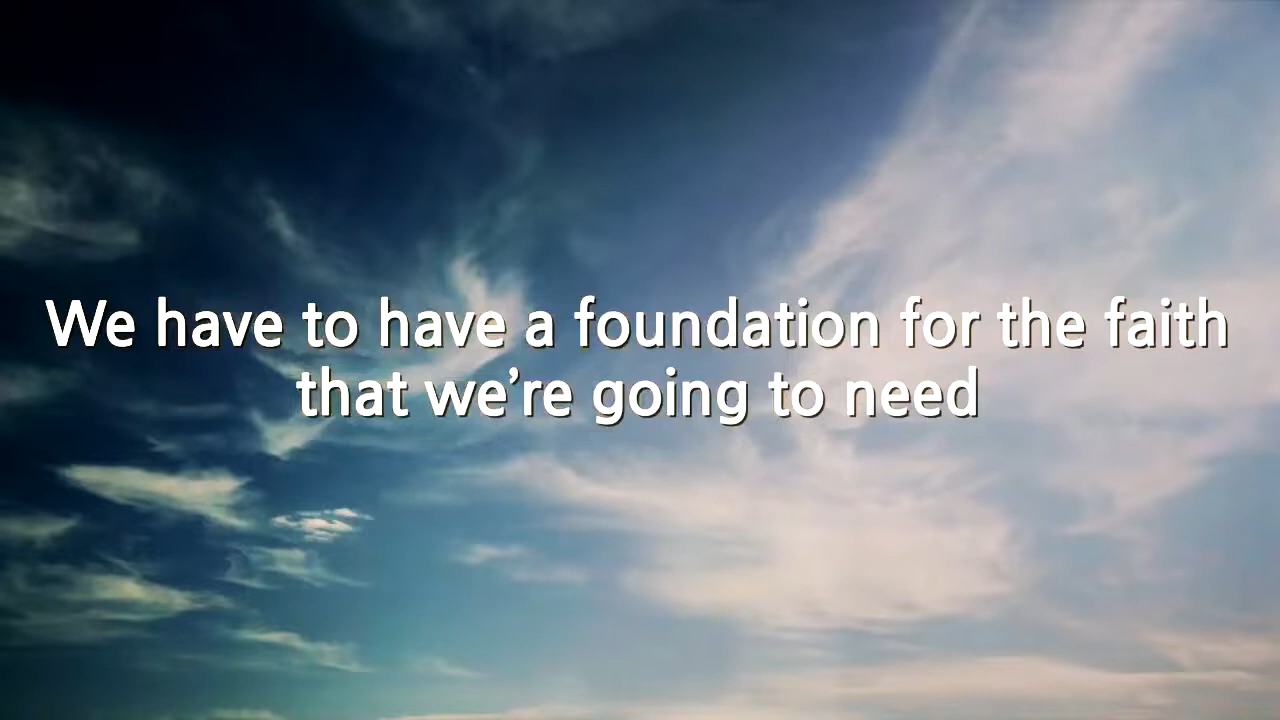 We have to have a foundation for the faith
that we’re going to need